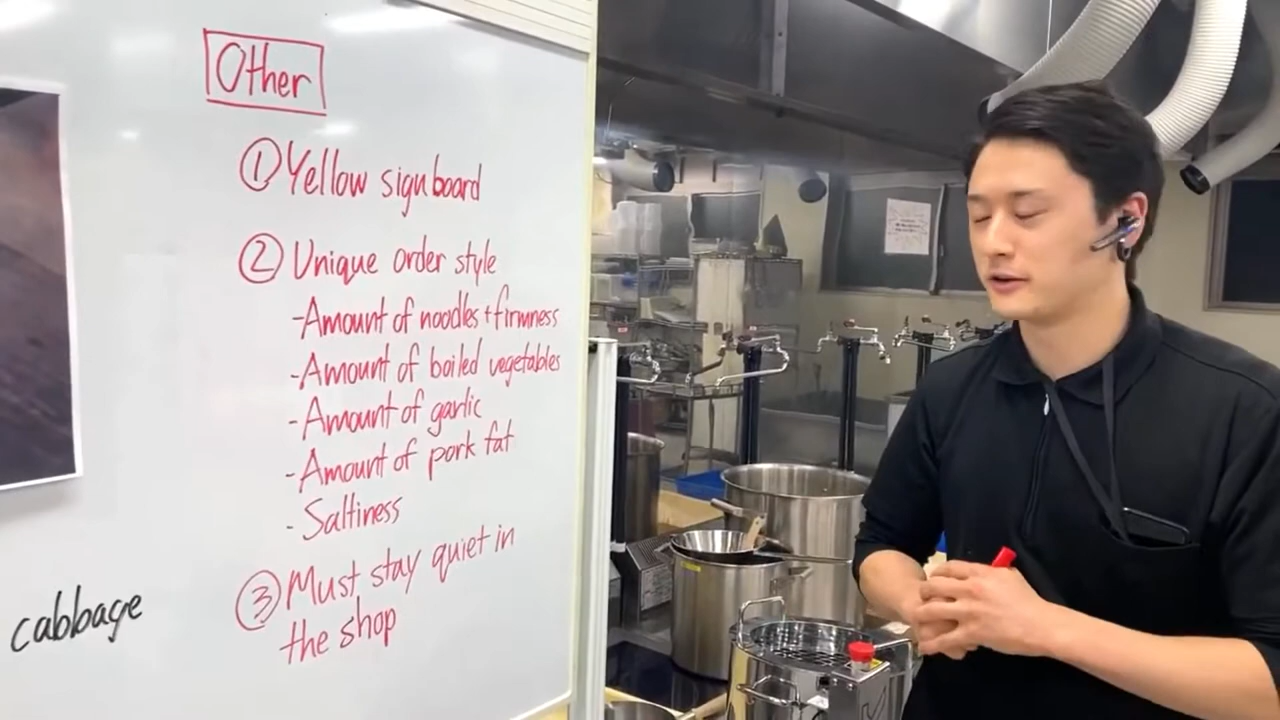 Other
① Yellow signboard
② Unique order style
-Amount of noodles+firmness
-Amount of boiled vegetables
-Amount of garlic
-Amount of pork fat
-Saltiness
③ Must stay quiet in
the shop
cabbage